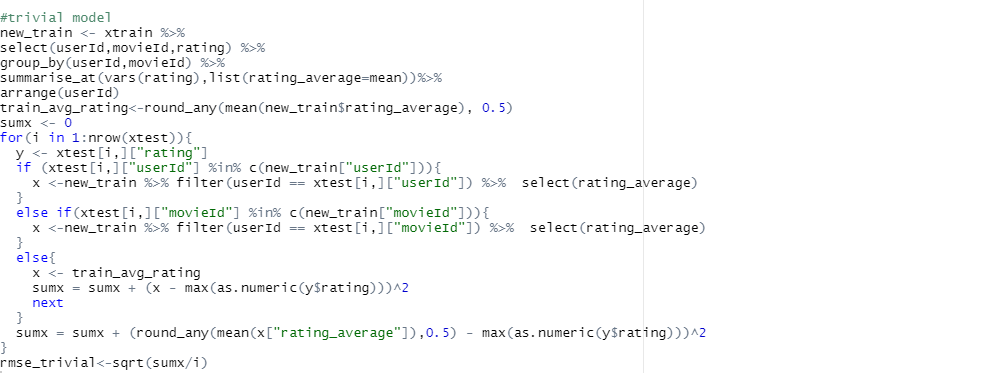 #trivial model
new_train <- xtrain %>%
select(userId,movieId,rating) %>%
group_by(userId,movieId) %>%
summarise_at(vars(rating),list(rating_average=mean))%>%
arrange(userId)
train_avg_rating<-round_any(mean(new_train$rating_average), 0.5)
sumx <- 0
for(i in 1:nrow(xtest)){
  y <- xtest[i,]["rating"]
  if (xtest[i,]["userId"] %in% c(new_train["userId"])){
    x <-new_train %>% filter(userId == xtest[i,]["userId"]) %>%  select(rating_average)
  }
  else if(xtest[i,]["movieId"] %in% c(new_train["movieId"])){
    x <-new_train %>% filter(userId == xtest[i,]["movieId"]) %>%  select(rating_average)
  }
  else{
    x <- train_avg_rating
    sumx = sumx + (x - max(as.numeric(y$rating)))^2
    next
  }
  sumx = sumx + (round_any(mean(x["rating_average"]),0.5) - max(as.numeric(y$rating)))^2
}
rmse_trivial<-sqrt(sumx/i)